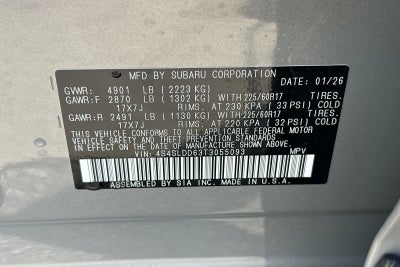 MFD BY SUBARU CORPORATION 01/26
GVWR: 4901 LB (2223 KG)
GAWR:F 2870 LB (1302 KG) WITH 225/60R17 TIRES.
17X7J RIMS. AT 230 KPA (33 PSI) COLD
GAWR:R 2491 LB (1130 KG) WITH 225/60R17 TIRES.
17X7J RIMS. AT 220 KPA (32 PSI) COLD
THIS VEHICLE CONFORMS TO ALL APPLICABLE FEDERAL MOTOR
VEHICLE SAFETY AND THEFT PREVENTION STANDARDS IN EFFECT
ON THE DATE OF MANUFACTURE SHOWN ABOVE.
VIN: 4S4SLDD63T3055093 MPV
ASSEMBLED BY SIA INC. MADE IN U.S.A.